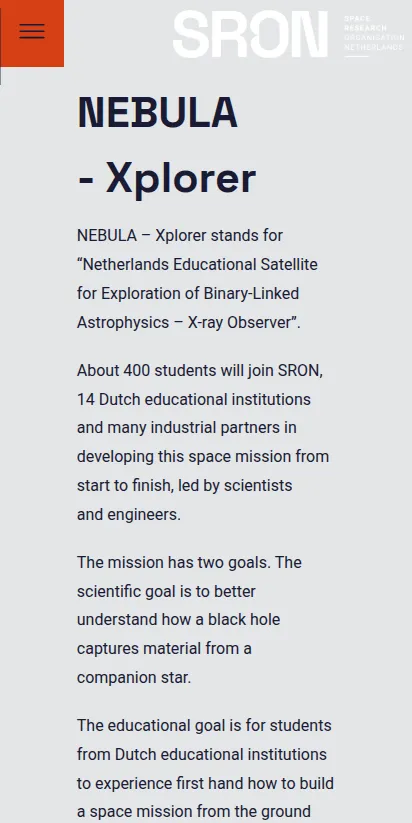 SRON
SPACE
RESEARCH
ORGANISATION
NETHERLANDS
NEBULA
- Xplorer
NEBULA – Xplorer stands for
“Netherlands Educational Satellite
for Exploration of Binary-Linked
Astrophysics – X-ray Observer”.
About 400 students will join SRON,
14 Dutch educational institutions
and many industrial partners in
developing this space mission from
start to finish, led by scientists
and engineers.
The mission has two goals. The
scientific goal is to better
understand how a black hole
captures material from a
companion star.
The educational goal is for students
from Dutch educational institutions
to experience first hand how to build
a space mission from the ground